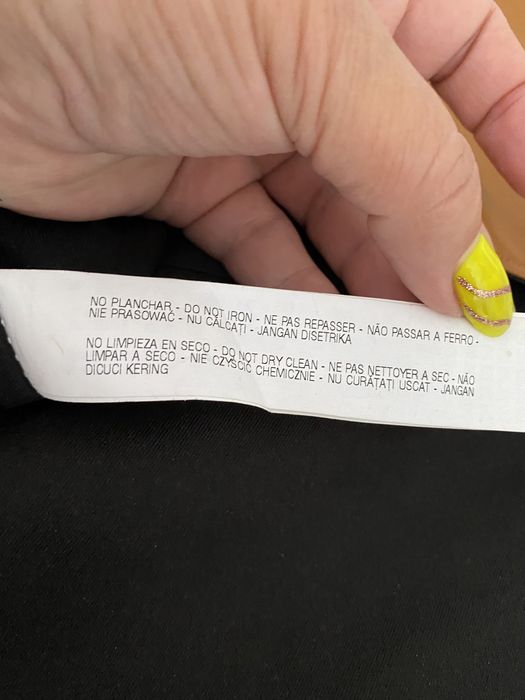 NO PLANCHAR - DO NOT IRON - NE PAS REPASSER - NÃO PASSAR A FERRO -
NIE PRASOWAĆ - NU CĂLCAȚI - JANGAN DISETRIKA
NO LIMPIEZA EN SECO - DO NOT DRY CLEAN - NE PAS NETTOYER A SEC - NÃO
LIMPAR A SECO - NIE CZYŚCIĆ CHEMICZNIE - NU CURĂȚAȚI USCAT - JANGAN
DICUCI KERING